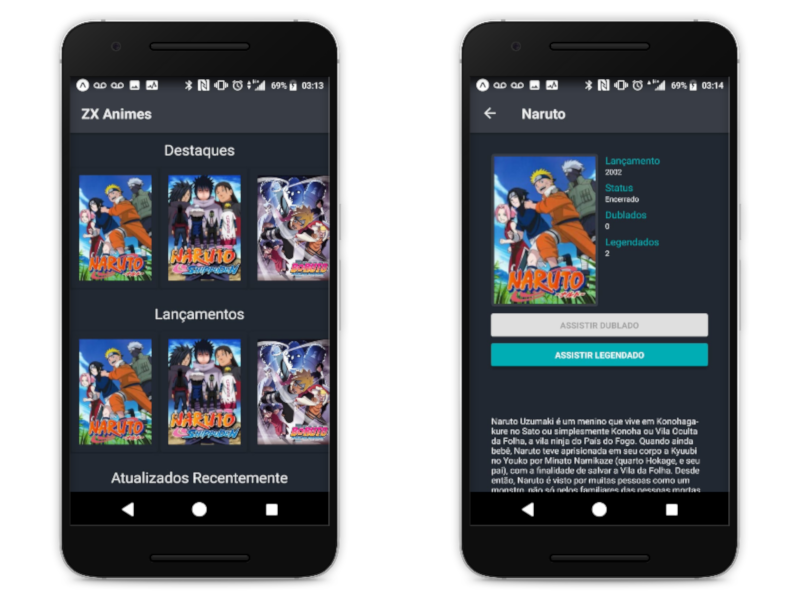 69% 03:13
ZX Animes
Destaques
NARUTO
NARUTO
SHIPPUDEN
BORUTO
Lançamentos
NARUTO
NARUTO
SHIPPUDEN
BORUTO
Atualizados Recentemente
69% 03:14
Naruto
NARUTO
Lançamento
2002
Status
Encerrado
Dublados
0
Legendados
2
ASSISTIR DUBLADO
ASSISTIR LEGENDADO
Naruto Uzumaki é um menino que vive em Konohaga-
kure no Sato ou simplesmente Konoha ou Vila Oculta
da Folha, a vila ninja do País do Fogo. Quando ainda
bebê, Naruto teve aprisionada em seu corpo a Kyuubi
no Youko por Minato Namikaze (quarto Hokage, e seu
pai), com a finalidade de salvar a Vila da Folha. Desde
então, Naruto é visto por muitas pessoas como um
monstro, não só pelos familiares das pessoas mortas